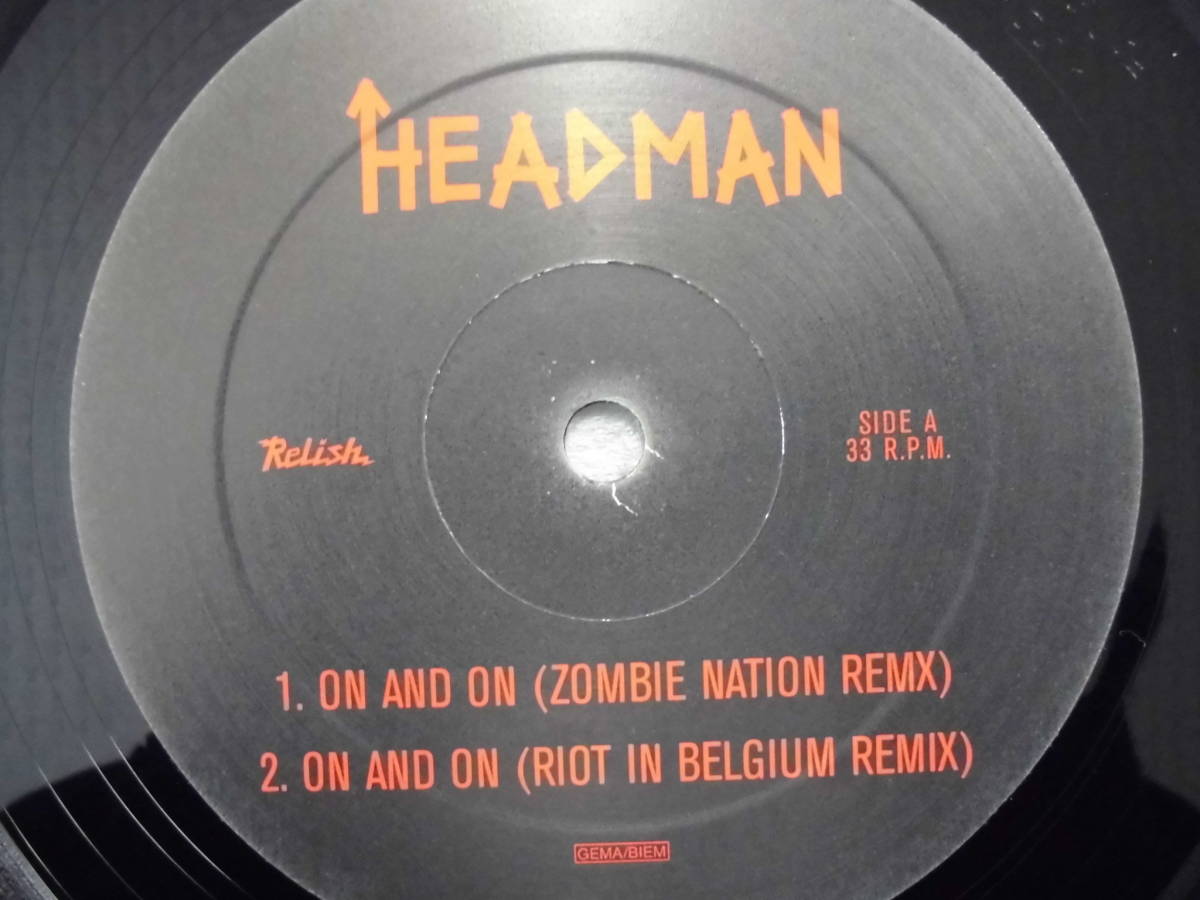 HEADMAN
Relish
SIDE A
33 R.P.M.
1. ON AND ON (ZOMBIE NATION REMX)
2. ON AND ON (RIOT IN BELGIUM REMIX)
GEMA/BIEM